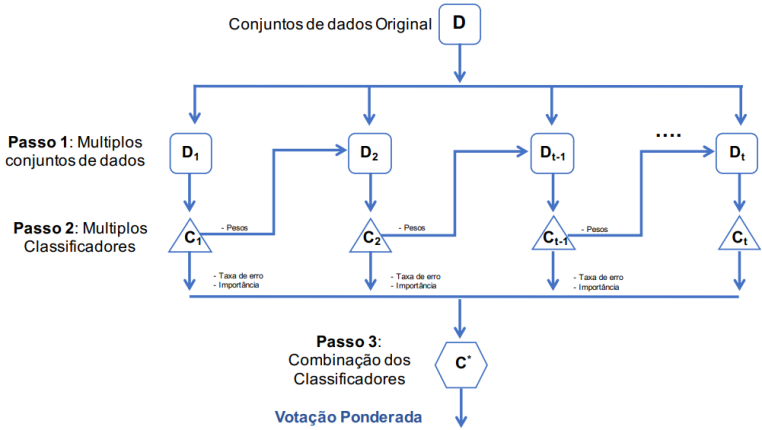 Conjuntos de dados Original
D
Passo 1: Multiplos
conjuntos de dados
D1
D2
Dt-1
....
Dt
Passo 2: Multiplos
Classificadores
C1
- Pesos
C2
- Pesos
Ct-1
- Pesos
Ct
- Taxa de erro
- Importância
- Taxa de erro
- Importância
- Taxa de erro
- Importância
Passo 3:
Combinação dos
Classificadores
C*
Votação Ponderada